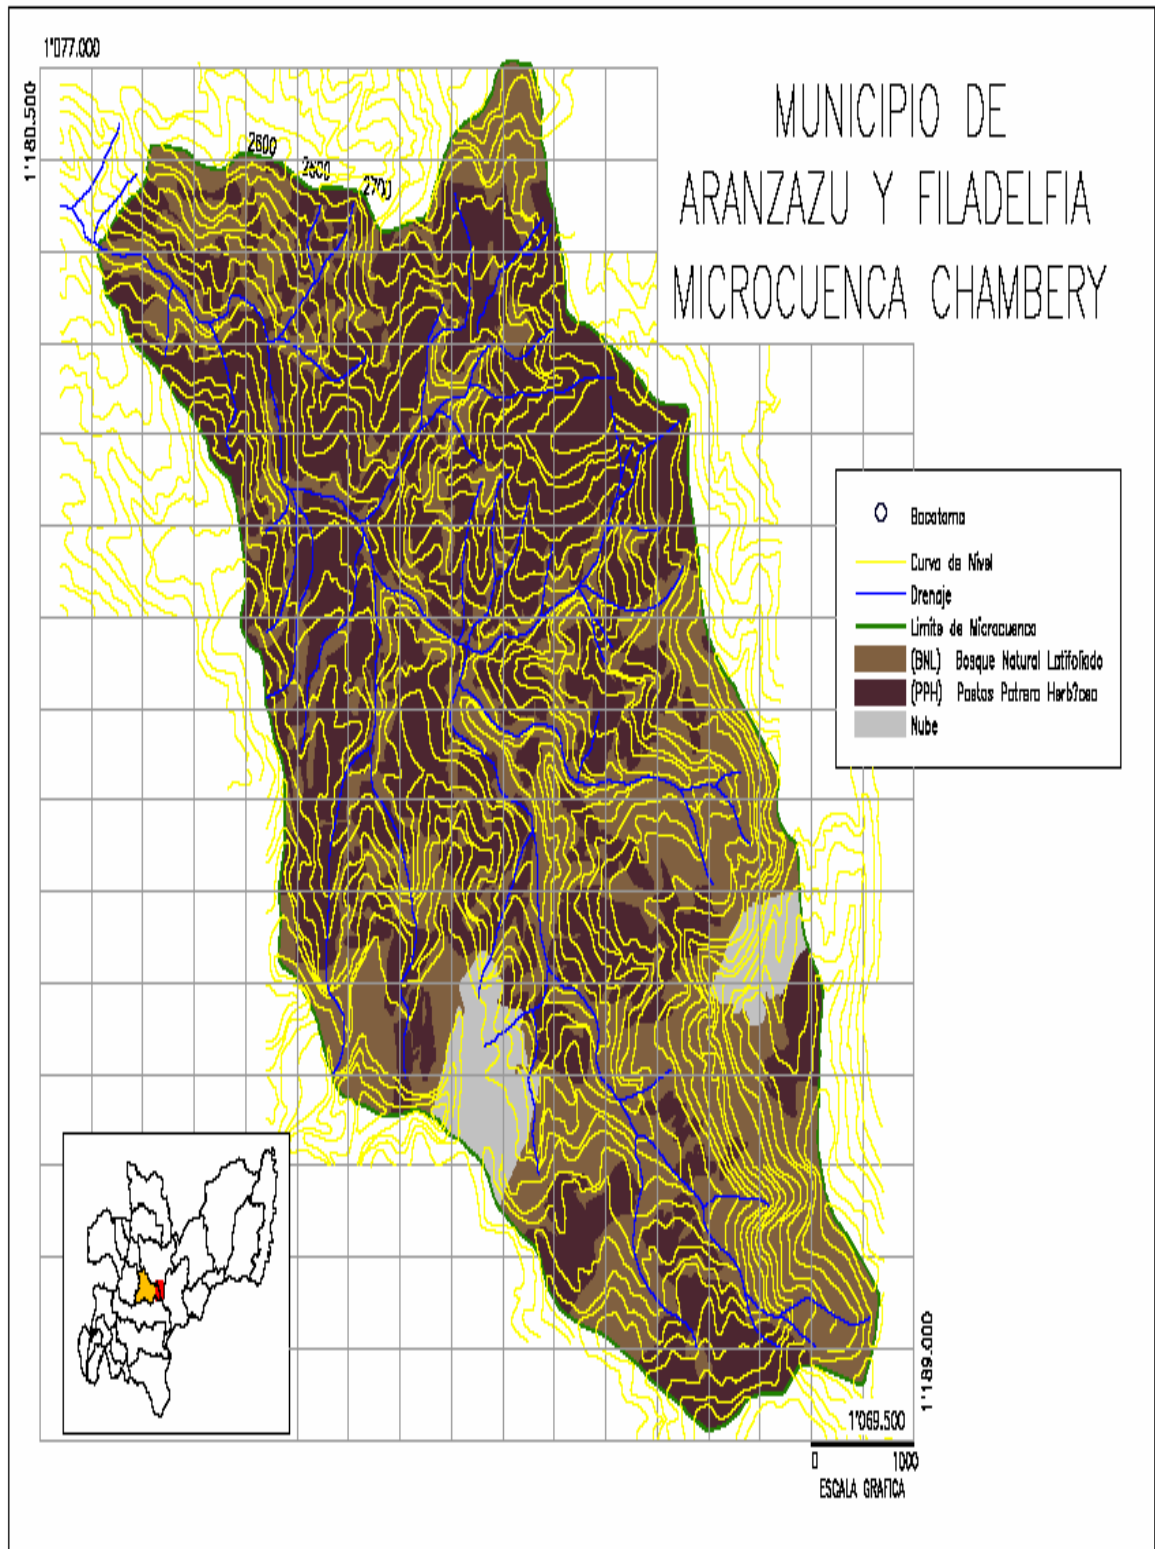 1"077.000
1"180.500
MUNICIPIO DE
ARANZAZU Y FILADELFIA
MICROCUENCA CHAMBERY
2600
2600
2700
Bocatoma
Curva de Nivel
Drenaje
Limite de Microcuenca
(BNL) Bosque Natural Latifoliado
(PPH) Pastos Potrero Herb?ceo
Nube
1"189.000
1"069.500
0 1000
ESCALA GRAFICA